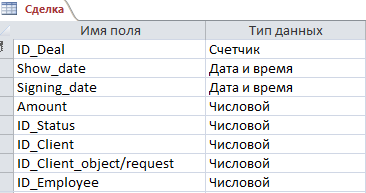 Сделка
Имя поля Тип данных
ID_Deal Счетчик
Show_date Дата и время
Signing_date Дата и время
Amount Числовой
ID_Status Числовой
ID_Client Числовой
ID_Client_object/request Числовой
ID_Employee Числовой